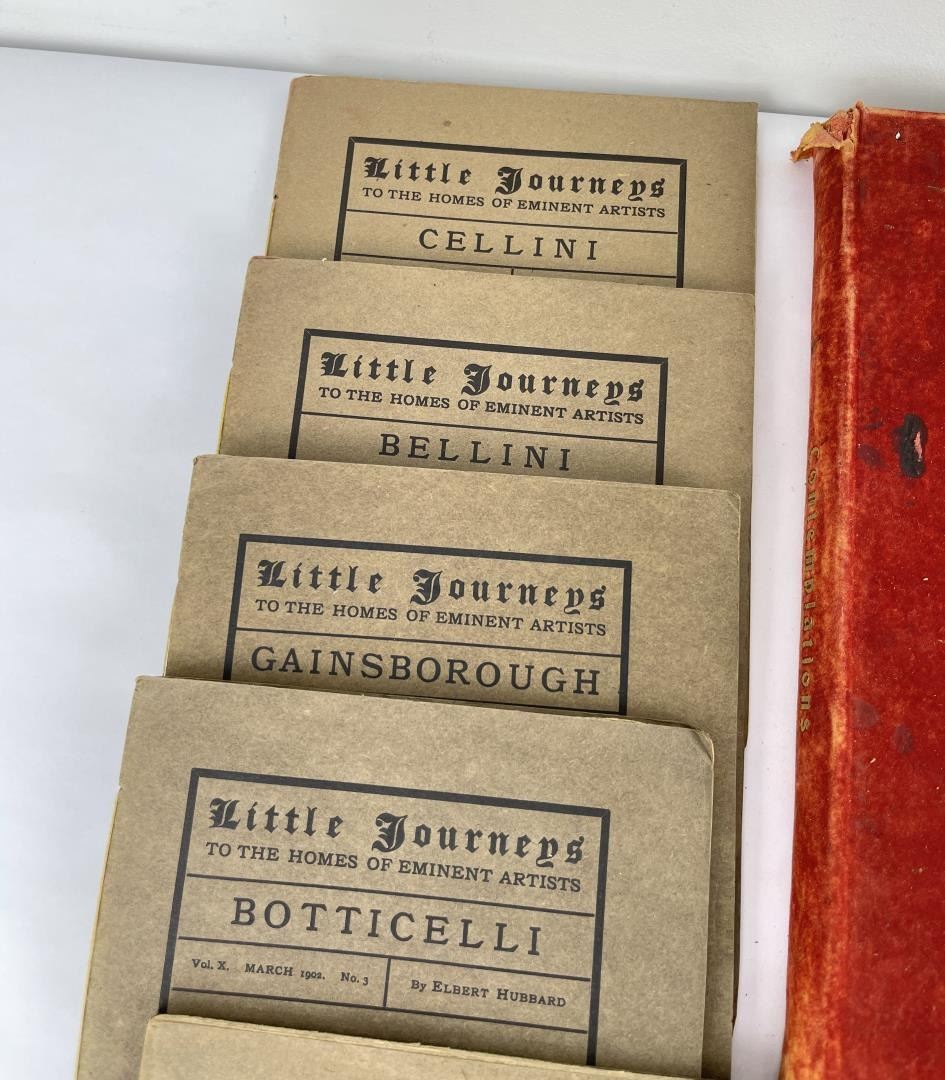 Little Journeys
TO THE HOMES OF EMINENT ARTISTS
CELLINI
Little Journeys
TO THE HOMES OF EMINENT ARTISTS
BELLINI
Little Journeys
TO THE HOMES OF EMINENT ARTISTS
GAINSBOROUGH
Little Journeys
TO THE HOMES OF EMINENT ARTISTS
BOTTICELLI
Vol. X. MARCH 1902. No. 3
By ELBERT HUBBARD
Contemplations